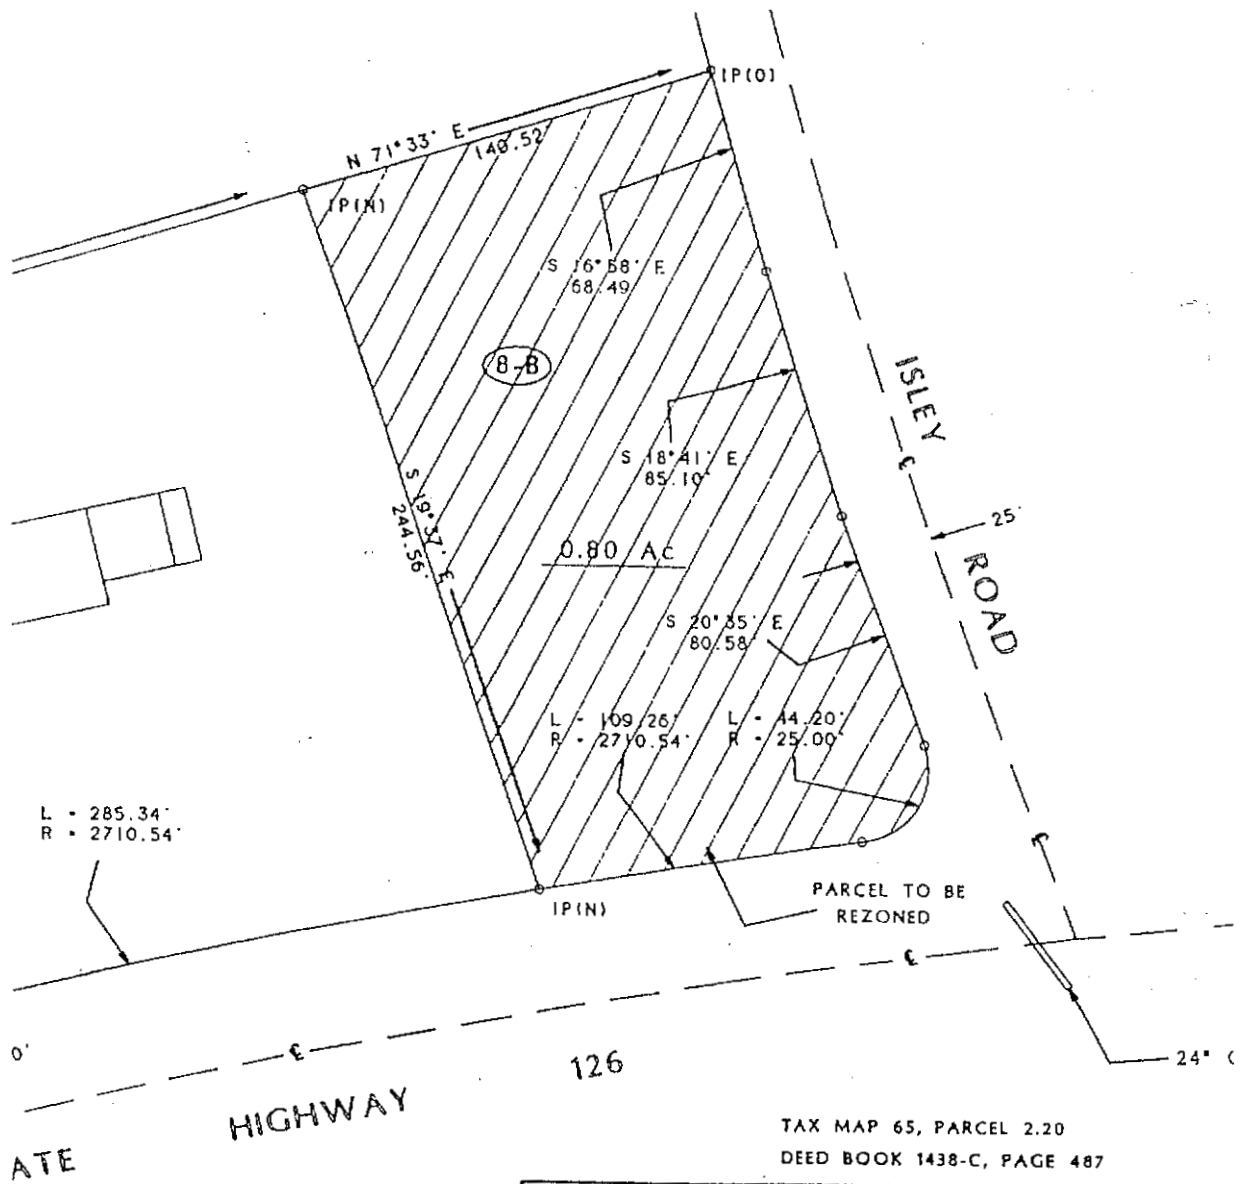 IP(O)
N 71°33' E
140.52'
IP(N)
S 16°58' E
68.49
8-B
ISLEY
℄
S 18°41' E
85.10'
S 19°37' E
244.56'
25'
0.80 Ac
ROAD
S 20°35' E
80.58'
L = 109.26'
R = 2710.54'
L = 44.20'
R = 25.00'
L = 285.34'
R = 2710.54'
℄
PARCEL TO BE
REZONED
IP(N)
℄
0'
℄
126
24"
HIGHWAY
ATE
TAX MAP 65, PARCEL 2.20
DEED BOOK 1438-C, PAGE 487